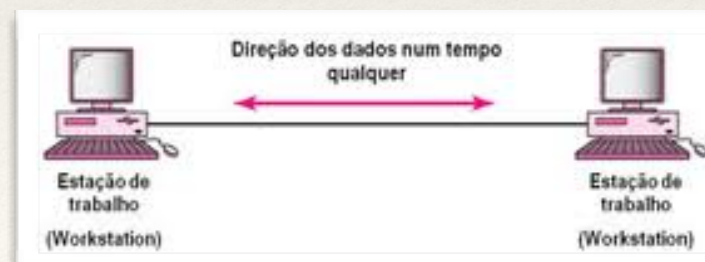 Direção dos dados num tempo
qualquer
Estação de
trabalho
(Workstation)
Estação de
trabalho
(Workstation)